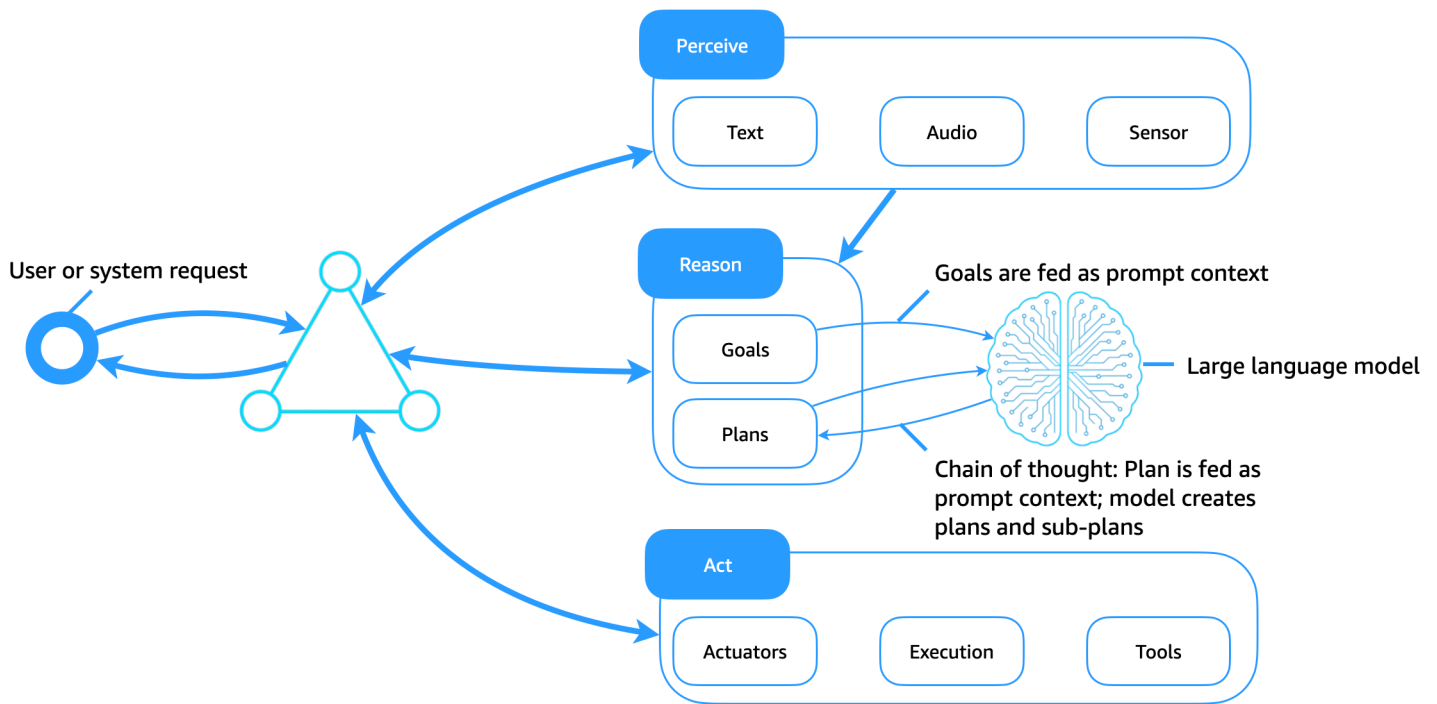 Perceive
Text
Audio
Sensor
User or system request
Reason
Goals are fed as prompt context
Goals
Large language model
Plans
Chain of thought: Plan is fed as
prompt context; model creates
plans and sub-plans
Act
Actuators
Execution
Tools